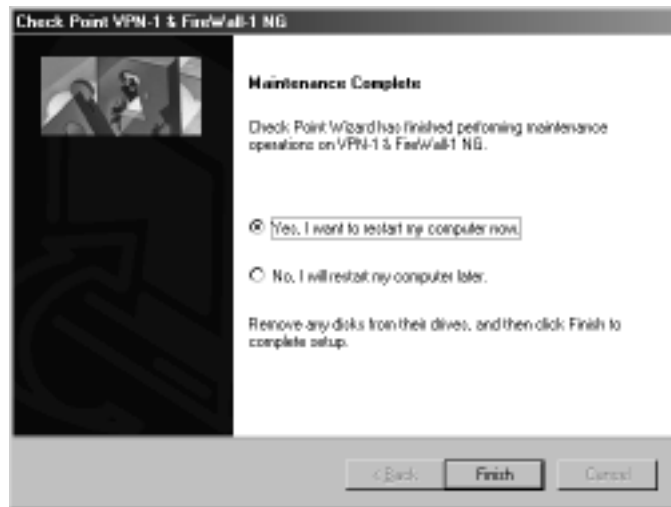 Check Point VPN-1 & FireWall-1 NG
Maintenance Complete
Check Point Wizard has finished performing maintenance
operations on VPN-1 & FireWall-1 NG.
Yes, I want to restart my computer now.
No, I will restart my computer later.
Remove any disks from their drives, and then click Finish to
complete setup.
< Back Finish Cancel